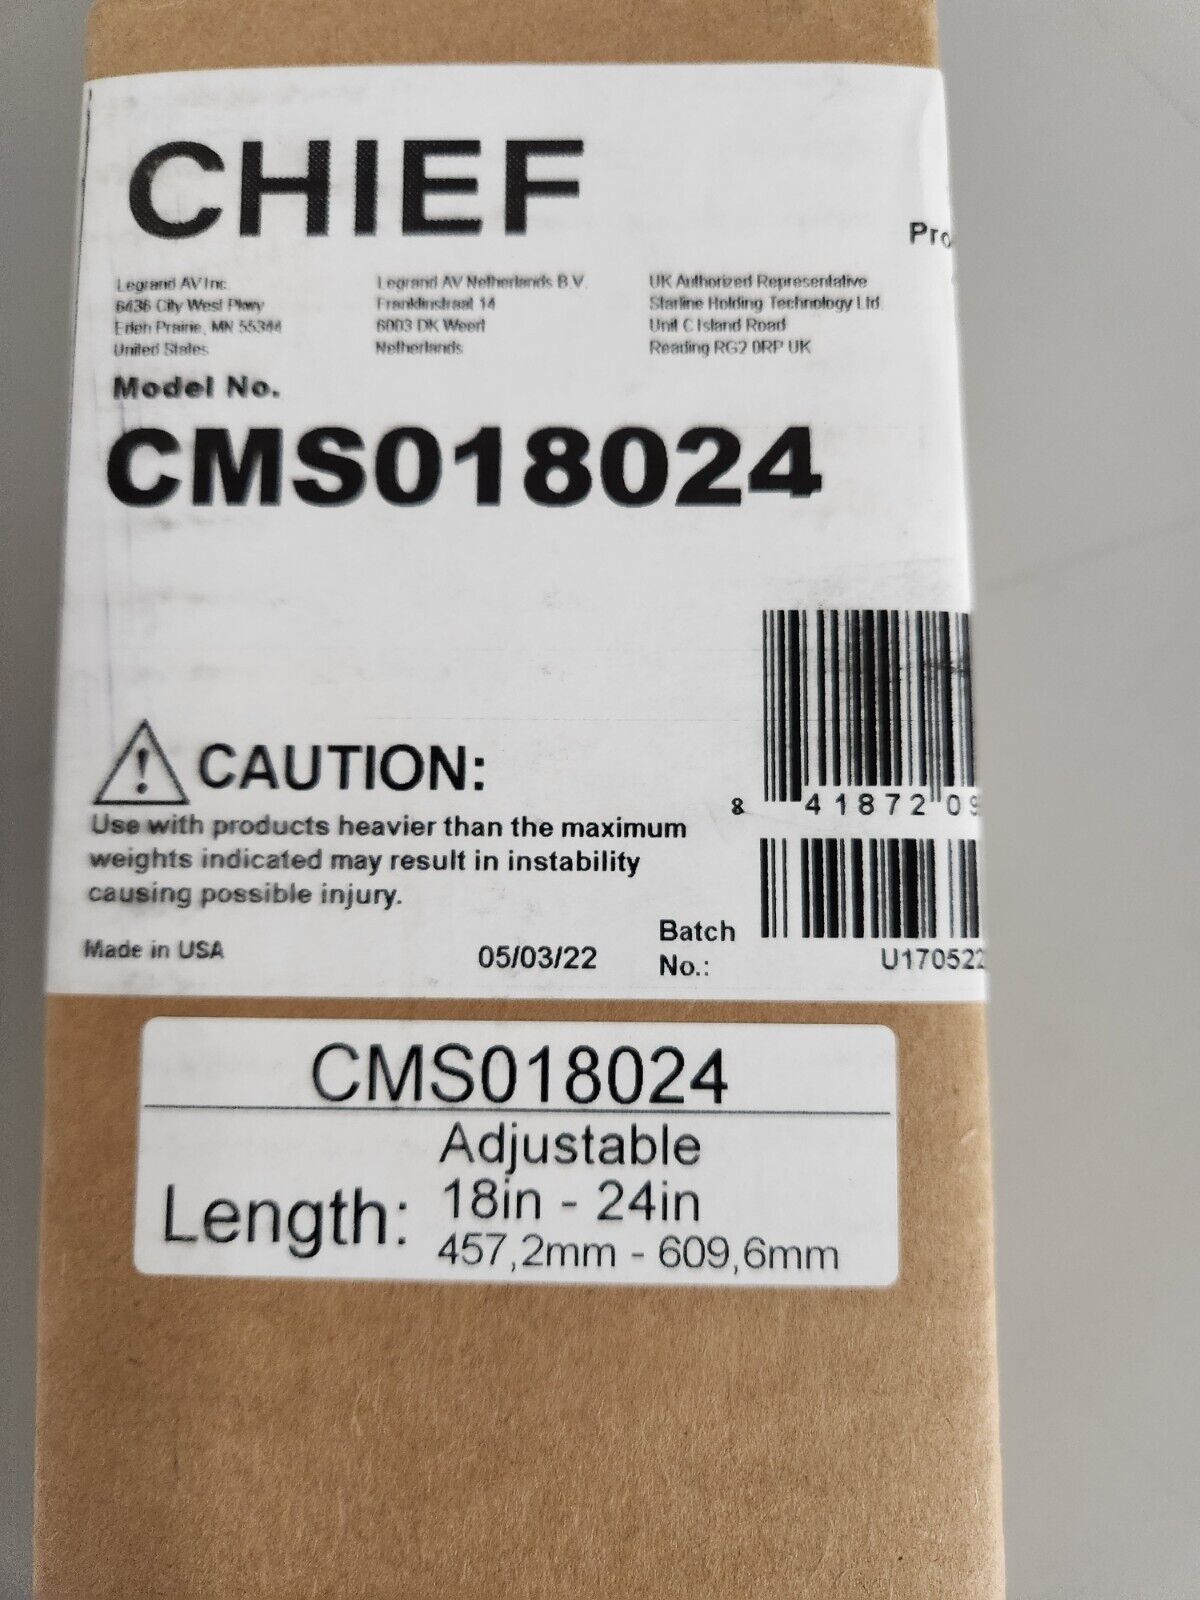 CHIEF
Legrand AV Inc.
6436 City West Pkwy
Eden Prairie, MN 55344
United States
Legrand AV Netherlands B.V.
Franklinstraat 14
6003 DK Weert
Netherlands
UK Authorized Representative
Starline Holding Technology Ltd.
Unit C Island Road
Reading RG2 0RP UK
Model No.
CMS018024
8 41872 09
CAUTION:
Use with products heavier than the maximum
weights indicated may result in instability
causing possible injury.
Made in USA
05/03/22
Batch
No.:
U170522
CMS018024
Adjustable
Length: 18in - 24in
457,2mm - 609,6mm